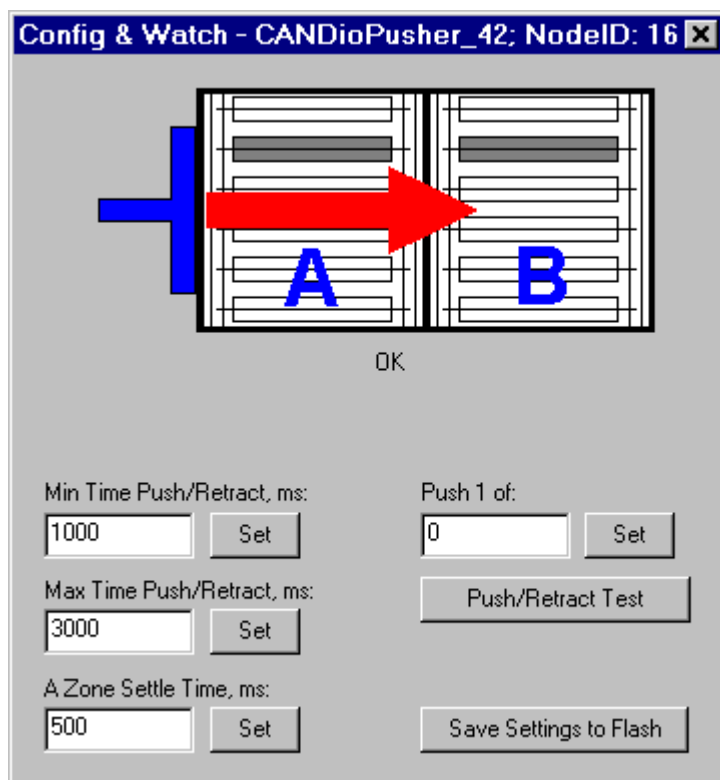 Config & Watch - CANDioPusher_42; NodeID: 16
A
B
OK
Min Time Push/Retract, ms:
1000
Set
Push 1 of:
0
Set
Max Time Push/Retract, ms:
3000
Set
Push/Retract Test
A Zone Settle Time, ms:
500
Set
Save Settings to Flash